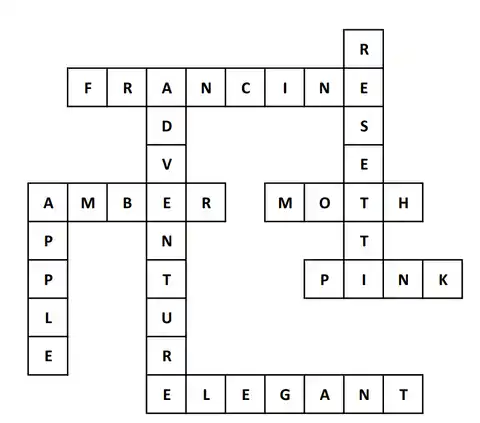 R
F R A N C I N E
D S
V E
A M B E R M O T H
P N T
P T P I N K
L U
E R
E L E G A N T